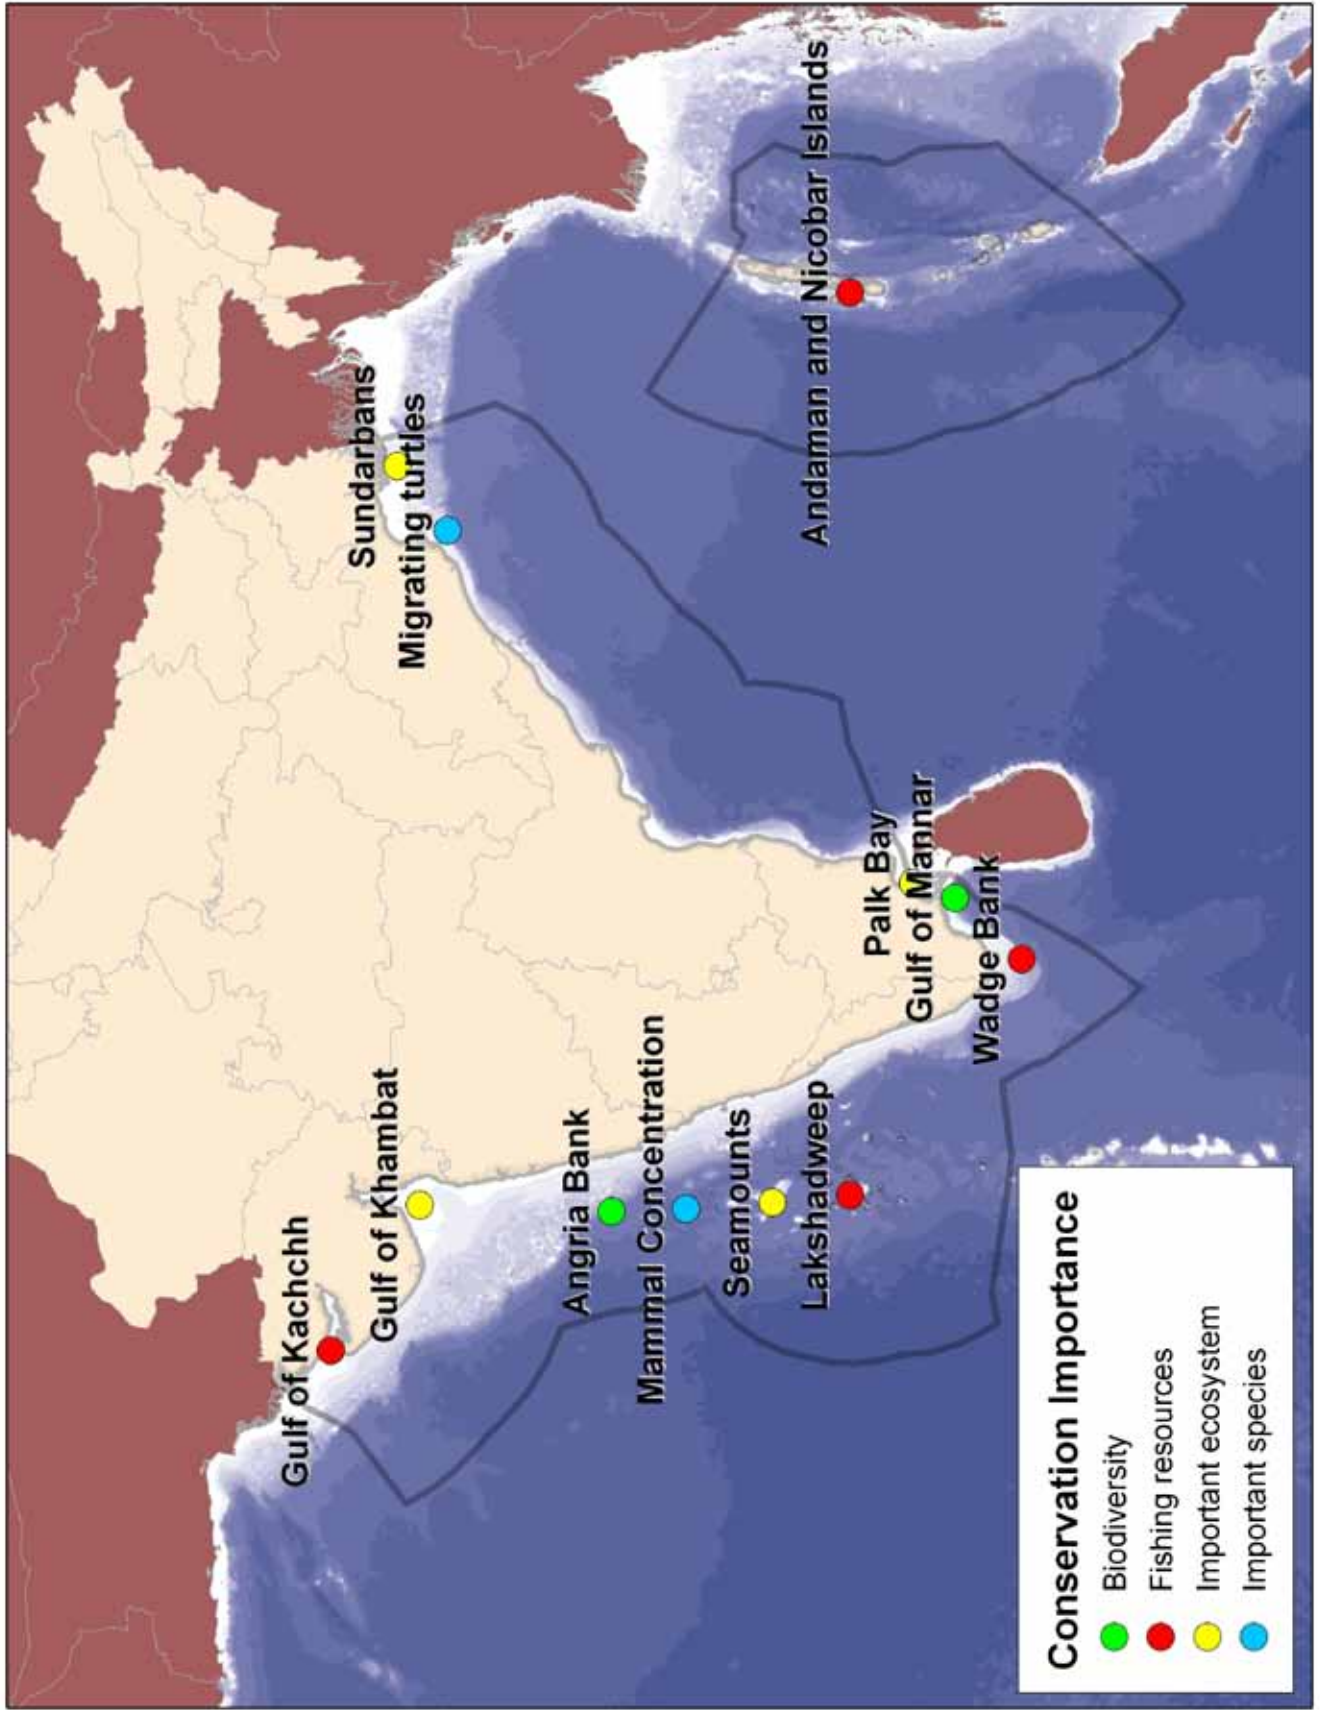 Gulf of Kachchh
Gulf of Khambat
Sundarbans
Migrating turtles
Angria Bank
Mammal Concentration
Seamounts
Lakshadweep
Andaman and Nicobar Islands
Palk Bay
Gulf of Mannar
Wadge Bank
Conservation Importance
Biodiversity
Fishing resources
Important ecosystem
Important species